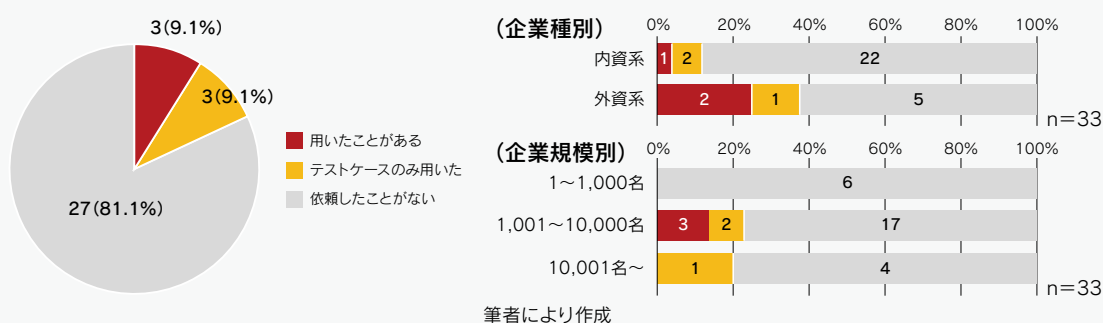 3(9.1%)
3(9.1%)
27(81.1%)
用いたことがある
テストケースのみ用いた
依頼したことがない
(企業種別)
0% 20% 40% 60% 80% 100%
内資系 1 2 22
外資系 2 1 5
n=33
(企業規模別)
0% 20% 40% 60% 80% 100%
1〜1,000名 6
1,001〜10,000名 3 2 17
10,001名〜 1 4
n=33
筆者により作成